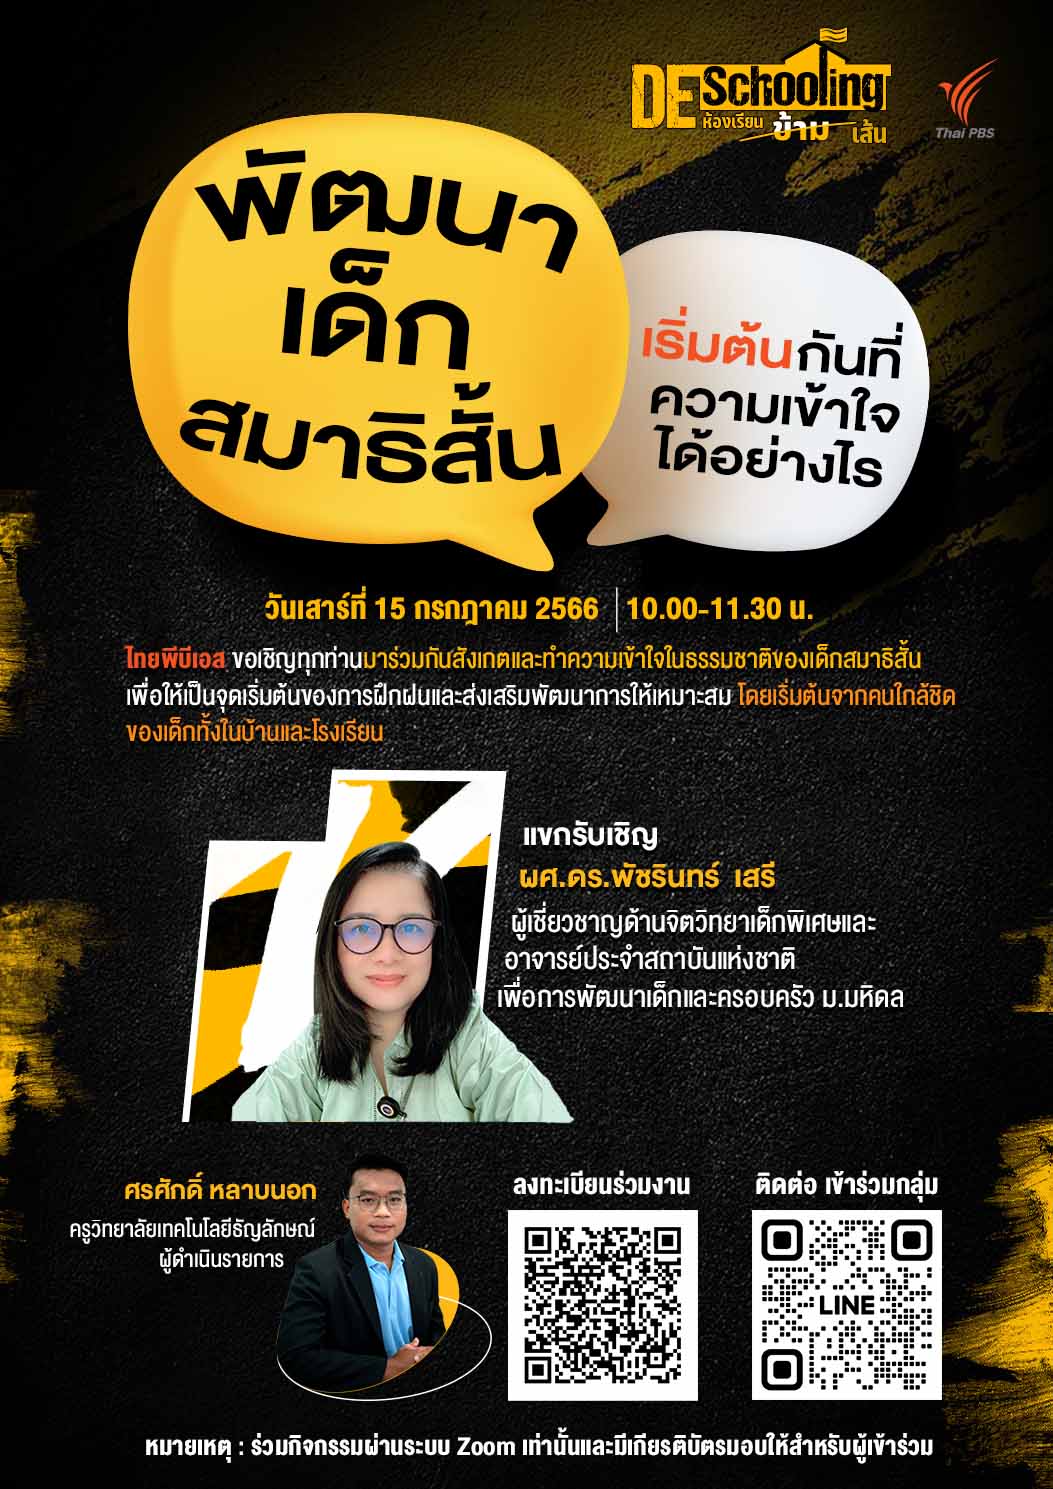 DESchooling
ห้องเรียน ข้าม เส้น
Thai PBS
พัฒนา
เด็ก
สมาธิสั้น
เริ่มต้นกันที่
ความเข้าใจ
ได้อย่างไร
วันเสาร์ที่ 15 กรกฎาคม 2566 | 10.00-11.30 น.
ไทยพีบีเอส ขอเชิญทุกท่านมาร่วมกันสังเกตและทำความเข้าใจในธรรมชาติของเด็กสมาธิสั้น
เพื่อให้เป็นจุดเริ่มต้นของการฝึกฝนและส่งเสริมพัฒนาการให้เหมาะสม โดยเริ่มต้นจากคนใกล้ชิด
ของเด็กทั้งในบ้านและโรงเรียน
แขกรับเชิญ
ผศ.ดร.พัชรินทร์ เสรี
ผู้เชี่ยวชาญด้านจิตวิทยาเด็กพิเศษและ
อาจารย์ประจำสถาบันแห่งชาติ
เพื่อการพัฒนาเด็กและครอบครัว ม.มหิดล
ศรศักดิ์ หลาบนอก
ครูวิทยาลัยเทคโนโลยีธัญลักษณ์
ผู้ดำเนินรายการ
ลงทะเบียนร่วมงาน
ติดต่อ เข้าร่วมกลุ่ม
LINE
หมายเหตุ : ร่วมกิจกรรมผ่านระบบ Zoom เท่านั้นและมีเกียรติบัตรมอบให้สำหรับผู้เข้าร่วม